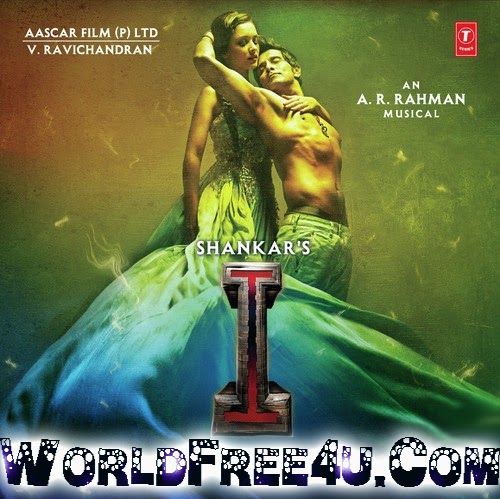 AASCAR FILM (P) LTD
V. RAVICHANDRAN
T
AN
A. R. RAHMAN
MUSICAL
SHANKAR'S
I
WORLDFREE4U.COM